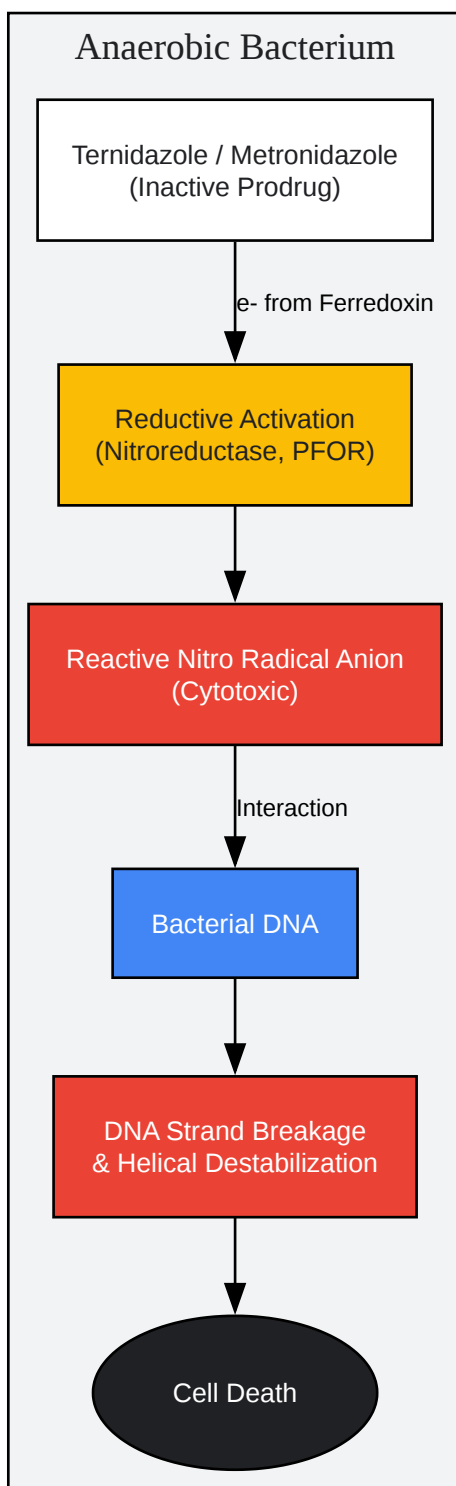 Anaerobic Bacterium
Ternidazole / Metronidazole
(Inactive Prodrug)
e- from Ferredoxin
Reductive Activation
(Nitroreductase, PFOR)
Reactive Nitro Radical Anion
(Cytotoxic)
Interaction
Bacterial DNA
DNA Strand Breakage
& Helical Destabilization
Cell Death